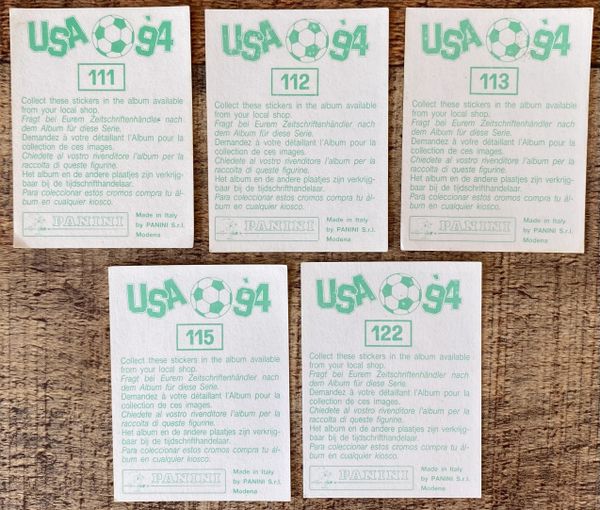 USA '94
111
Collect these stickers in the album available
from your local shop.
Fragt bei Eurem Zeitschriftenhändler nach
dem Album für diese Serie.
Demandez à votre détaillant l'Album pour la
collection de ces images.
Chiedete al vostro rivenditore l'album per la
raccolta di queste figurine.
Het album en de andere plaatjes zijn verkrijg-
baar bij de tijdschrifthandelaar.
Para coleccionar estos cromos compra tu ál-
bum en cualquier kiosco.
PANINI
Made in Italy
by PANINI S.r.l.
Modena
USA '94
112
Collect these stickers in the album available
from your local shop.
Fragt bei Eurem Zeitschriftenhändler nach
dem Album für diese Serie.
Demandez à votre détaillant l'Album pour la
collection de ces images.
Chiedete al vostro rivenditore l'album per la
raccolta di queste figurine.
Het album en de andere plaatjes zijn verkrijg-
baar bij de tijdschrifthandelaar.
Para coleccionar estos cromos compra tu ál-
bum en cualquier kiosco.
PANINI
Made in Italy
by PANINI S.r.l.
Modena
USA '94
113
Collect these stickers in the album available
from your local shop.
Fragt bei Eurem Zeitschriftenhändler nach
dem Album für diese Serie.
Demandez à votre détaillant l'Album pour la
collection de ces images.
Chiedete al vostro rivenditore l'album per la
raccolta di queste figurine.
Het album en de andere plaatjes zijn verkrijg-
baar bij de tijdschrifthandelaar.
Para coleccionar estos cromos compra tu ál-
bum en cualquier kiosco.
PANINI
Made in Italy
by PANINI S.r.l.
Modena
USA '94
115
Collect these stickers in the album available
from your local shop.
Fragt bei Eurem Zeitschriftenhändler nach
dem Album für diese Serie.
Demandez à votre détaillant l'Album pour la
collection de ces images.
Chiedete al vostro rivenditore l'album per la
raccolta di queste figurine.
Het album en de andere plaatjes zijn verkrijg-
baar bij de tijdschrifthandelaar.
Para coleccionar estos cromos compra tu ál-
bum en cualquier kiosco.
PANINI
Made in Italy
by PANINI S.r.l.
Modena
USA '94
122
Collect these stickers in the album available
from your local shop.
Fragt bei Eurem Zeitschriftenhändler nach
dem Album für diese Serie.
Demandez à votre détaillant l'Album pour la
collection de ces images.
Chiedete al vostro rivenditore l'album per la
raccolta di queste figurine.
Het album en de andere plaatjes zijn verkrijg-
baar bij de tijdschrifthandelaar.
Para coleccionar estos cromos compra tu ál-
bum en cualquier kiosco.
PANINI
Made in Italy
by PANINI S.r.l.
Modena